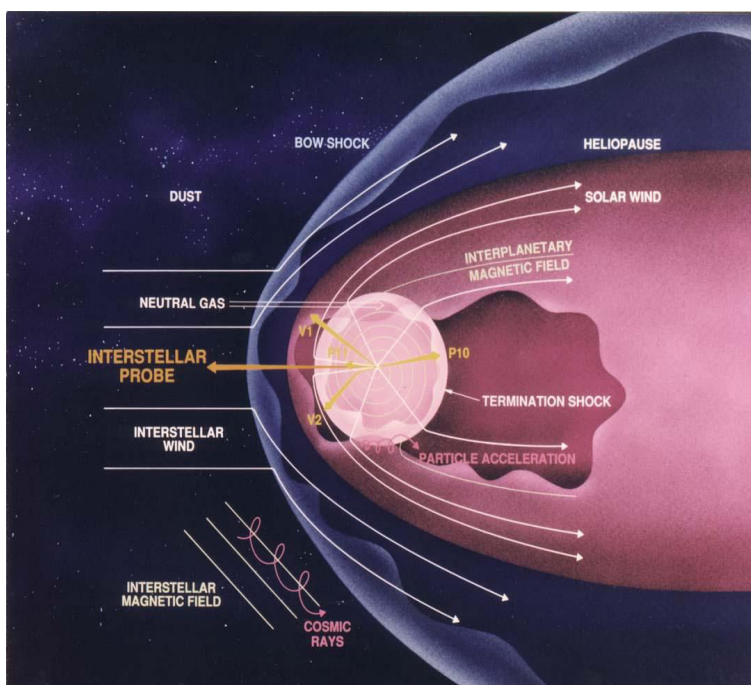 BOW SHOCK
HELIOPAUSE
DUST
SOLAR WIND
INTERPLANETARY
MAGNETIC FIELD
NEUTRAL GAS
V1
P11
P10
INTERSTELLAR
PROBE
V2
TERMINATION SHOCK
INTERSTELLAR
WIND
PARTICLE ACCELERATION
INTERSTELLAR
MAGNETIC FIELD
COSMIC
RAYS